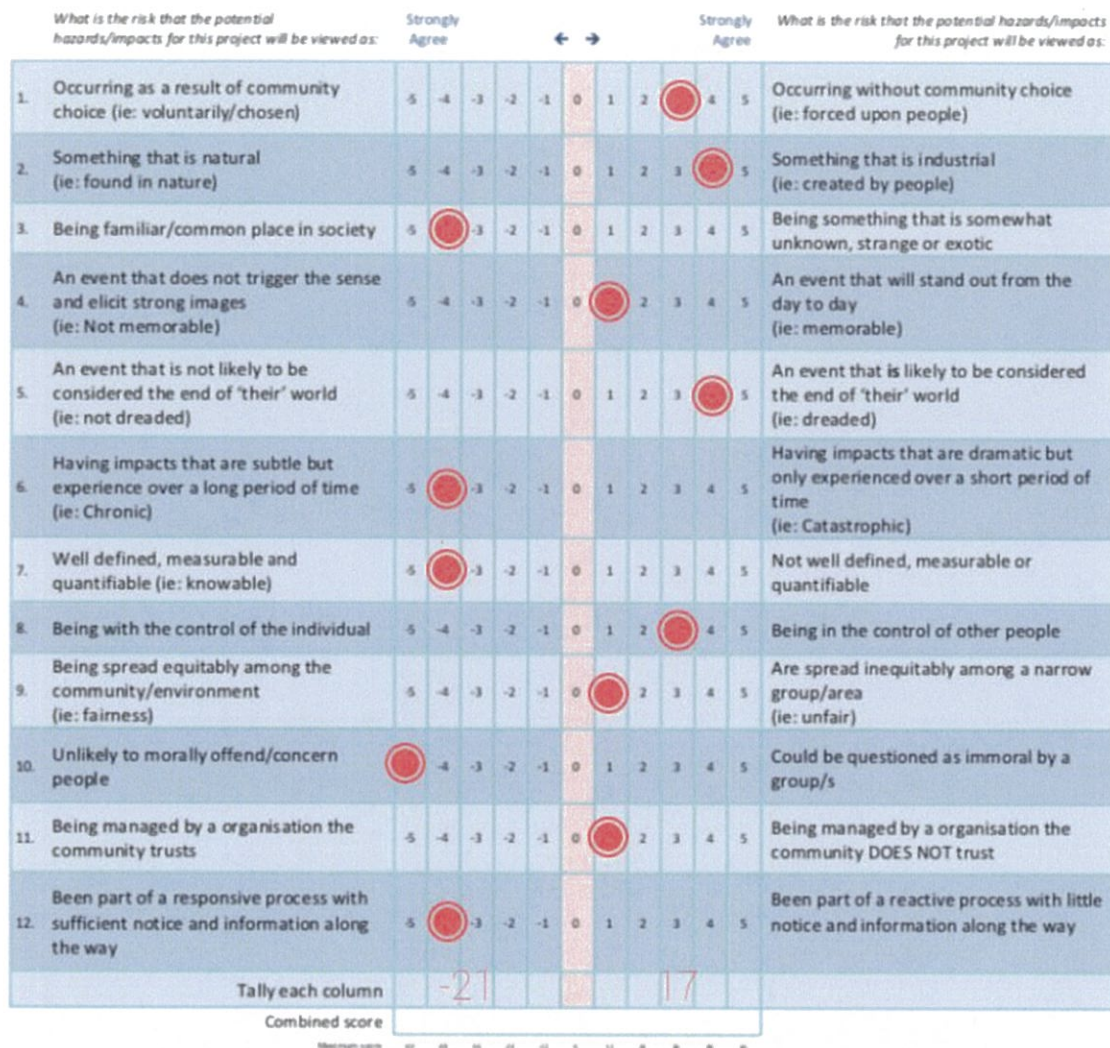 What is the risk that the potential
hazards/impacts for this project will be viewed as:
Strongly
Agree
← →
Strongly
Agree
What is the risk that the potential hazards/impacts
for this project will be viewed as:
1. Occurring as a result of community
choice (ie: voluntarily/chosen)
-5 -4 -3 -2 -1 0 1 2 4 5
Occurring without community choice
(ie: forced upon people)
2. Something that is natural
(ie: found in nature)
-5 -4 -3 -2 -1 0 1 2 3 5
Something that is industrial
(ie: created by people)
3. Being familiar/common place in society
-5 -3 -2 -1 0 1 2 3 4 5
Being something that is somewhat
unknown, strange or exotic
4. An event that does not trigger the sense
and elicit strong images
(ie: Not memorable)
-5 -4 -3 -2 -1 0 2 3 4 5
An event that will stand out from the
day to day
(ie: memorable)
5. An event that is not likely to be
considered the end of 'their' world
(ie: not dreaded)
-5 -4 -3 -2 -1 0 1 2 3 5
An event that is likely to be considered
the end of 'their' world
(ie: dreaded)
6. Having impacts that are subtle but
experience over a long period of time
(ie: Chronic)
-5 -3 -2 -1 0 1 2 3 4 5
Having impacts that are dramatic but
only experienced over a short period of
time
(ie: Catastrophic)
7. Well defined, measurable and
quantifiable (ie: knowable)
-5 -3 -2 -1 0 1 2 3 4 5
Not well defined, measurable or
quantifiable
8. Being with the control of the individual
-5 -4 -3 -2 -1 0 1 2 4 5
Being in the control of other people
9. Being spread equitably among the
community/environment
(ie: fairness)
-5 -4 -3 -2 -1 0 2 3 4 5
Are spread inequitably among a narrow
group/area
(ie: unfair)
10. Unlikely to morally offend/concern
people
-4 -3 -2 -1 0 1 2 3 4 5
Could be questioned as immoral by a
group/s
11. Being managed by a organisation the
community trusts
-5 -4 -3 -2 -1 0 2 3 4 5
Being managed by a organisation the
community DOES NOT trust
12. Been part of a responsive process with
sufficient notice and information along
the way
-5 -3 -2 -1 0 1 2 3 4 5
Been part of a reactive process with little
notice and information along the way
Tally each column
-21 17
Combined score